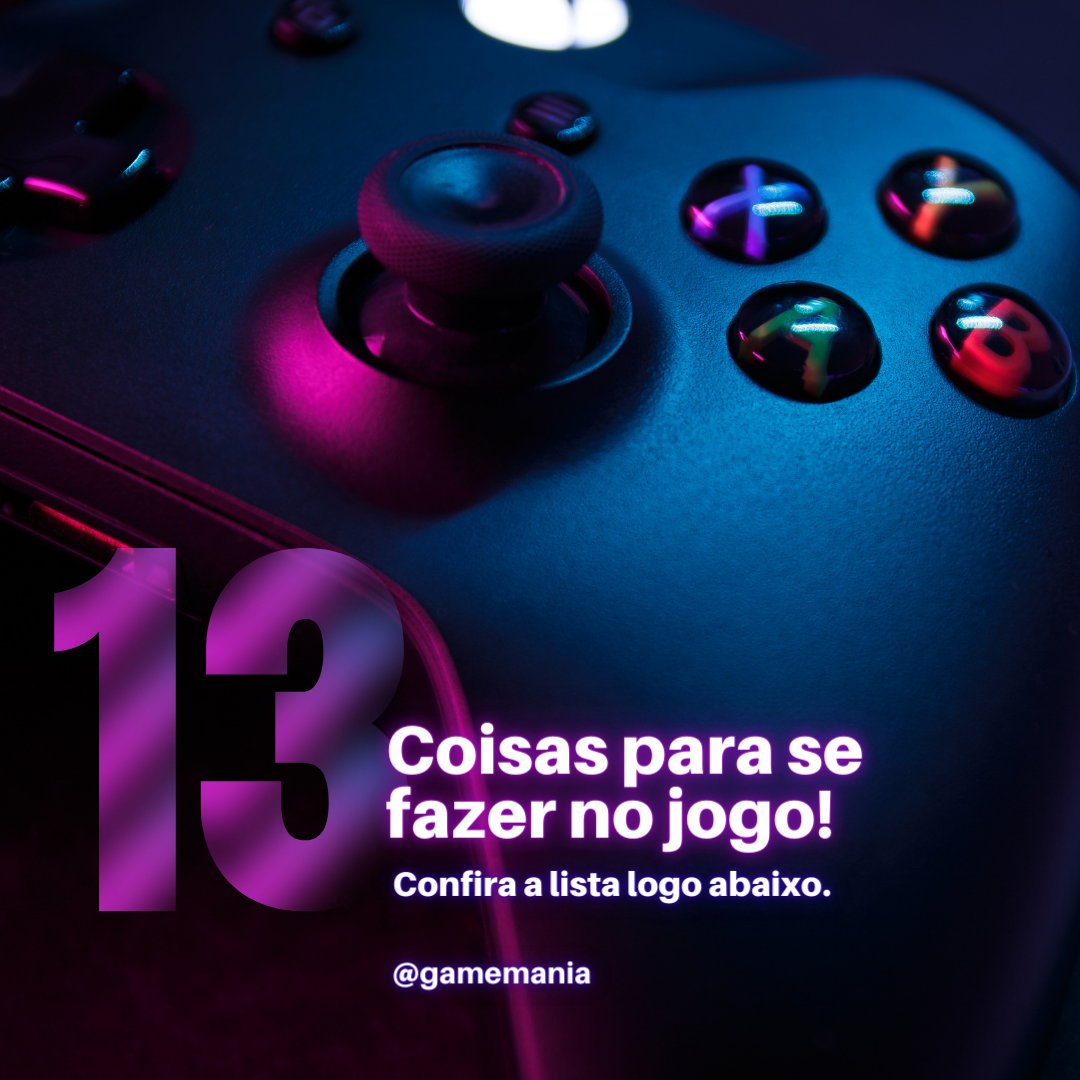 X
Y
A
B
13
Coisas para se
fazer no jogo!
Confira a lista logo abaixo.
@gamemania